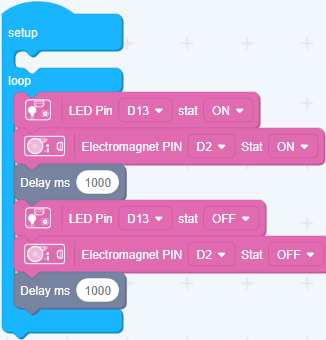 setup
loop
LED Pin D13 stat ON
Electromagnet PIN D2 Stat ON
Delay ms 1000
LED Pin D13 stat OFF
Electromagnet PIN D2 Stat OFF
Delay ms 1000